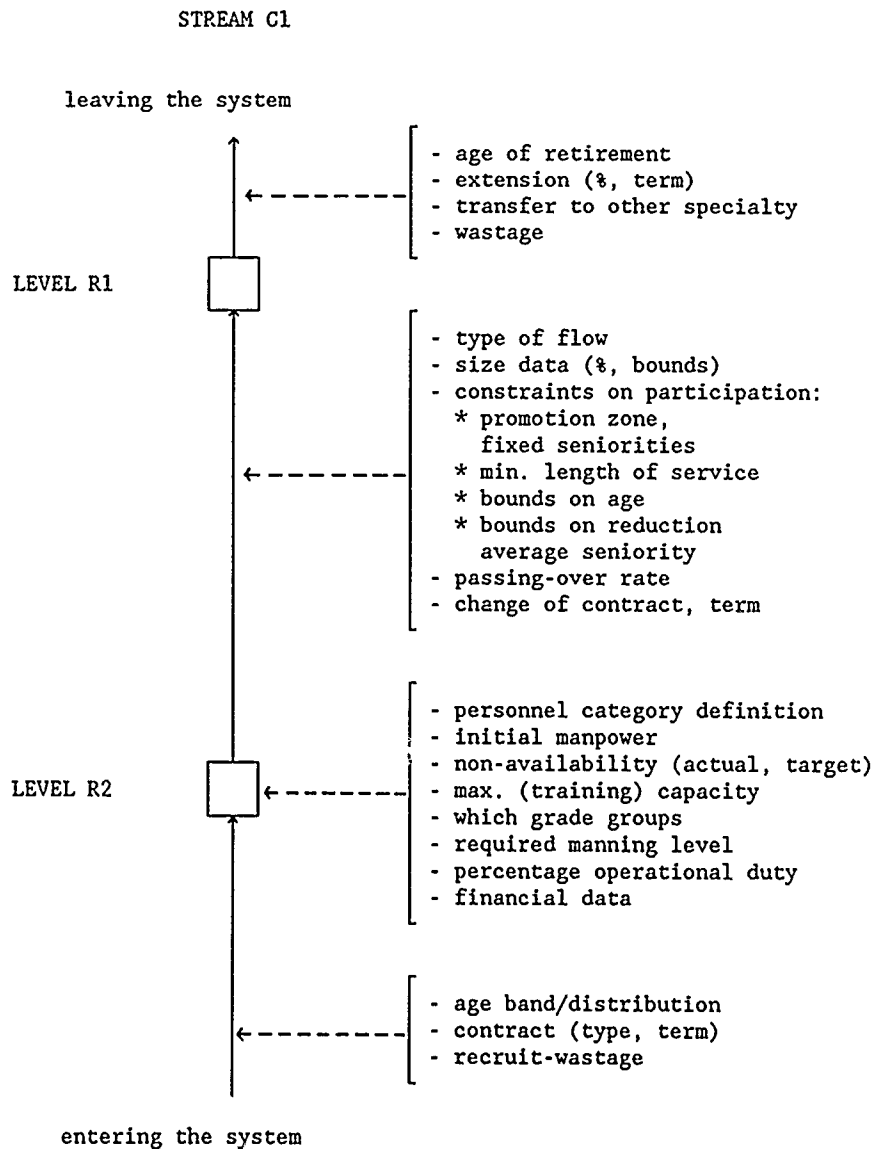 STREAM C1
leaving the system
- age of retirement
- extension (%, term)
- transfer to other specialty
- wastage
LEVEL R1
- type of flow
- size data (%, bounds)
- constraints on participation:
* promotion zone,
fixed seniorities
* min. length of service
* bounds on age
* bounds on reduction
average seniority
- passing-over rate
- change of contract, term
- personnel category definition
- initial manpower
- non-availability (actual, target)
LEVEL R2
- max. (training) capacity
- which grade groups
- required manning level
- percentage operational duty
- financial data
- age band/distribution
- contract (type, term)
- recruit-wastage
entering the system